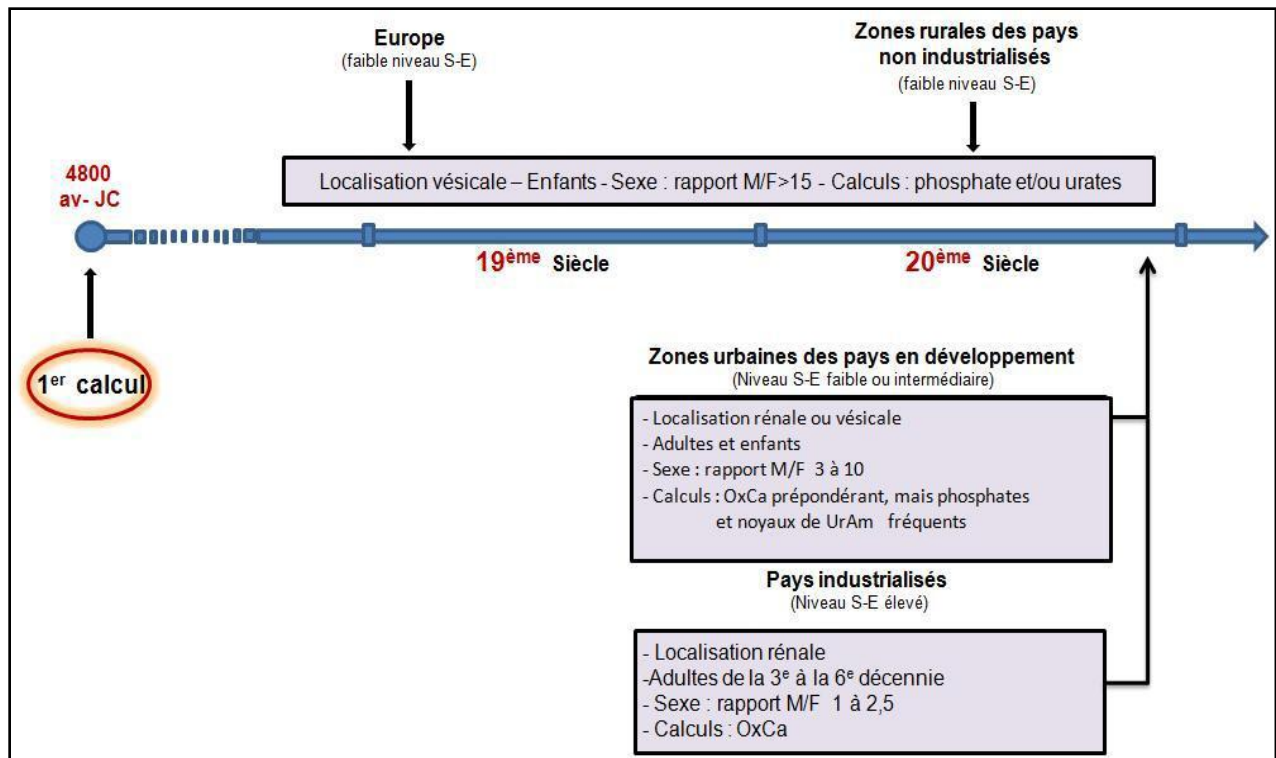 Europe
(faible niveau S-E)
Zones rurales des pays
non industrialisés
(faible niveau S-E)
4800
av- JC
Localisation vésicale – Enfants - Sexe : rapport M/F>15 - Calculs : phosphate et/ou urates
19ème Siècle
20ème Siècle
1er calcul
Zones urbaines des pays en développement
(Niveau S-E faible ou intermédiaire)
- Localisation rénale ou vésicale
- Adultes et enfants
- Sexe : rapport M/F 3 à 10
- Calculs : OxCa prépondérant, mais phosphates
et noyaux de UrAm fréquents
Pays industrialisés
(Niveau S-E élevé)
- Localisation rénale
-Adultes de la 3e à la 6e décennie
- Sexe : rapport M/F 1 à 2,5
- Calculs : OxCa